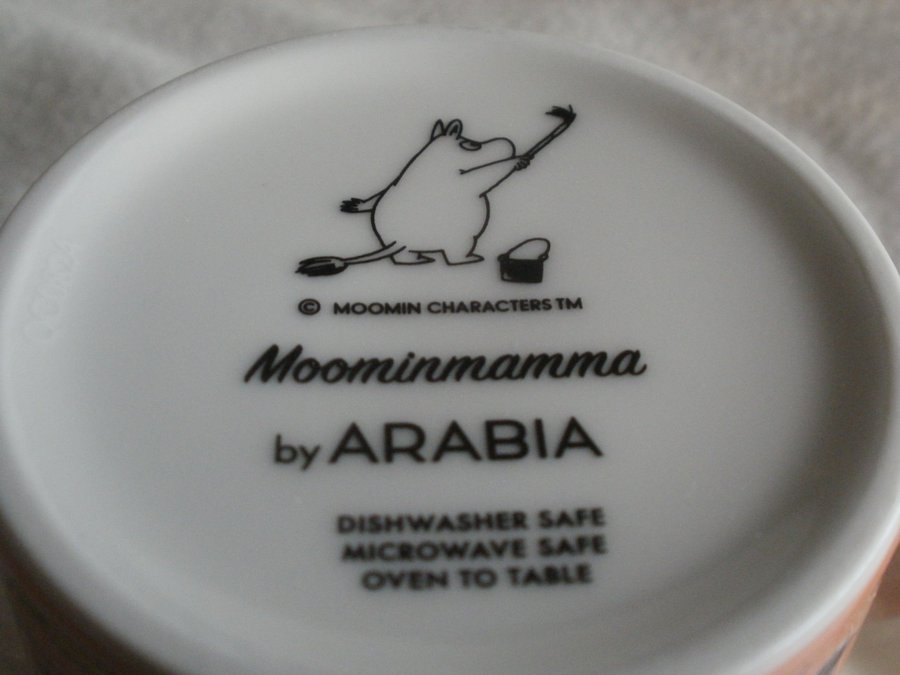 © MOOMIN CHARACTERS TM
Moominmamma
by ARABIA
DISHWASHER SAFE
MICROWAVE SAFE
OVEN TO TABLE